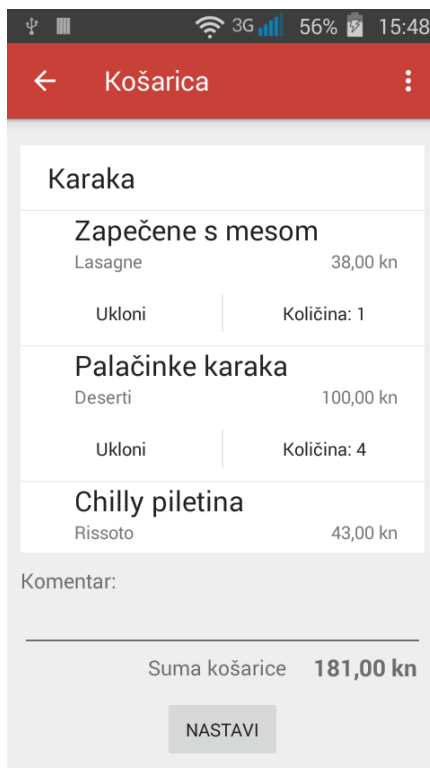 3G 56% 15:48
Košarica
Karaka
Zapečene s mesom
Lasagne 38,00 kn
Ukloni Količina: 1
Palačinke karaka
Deserti 100,00 kn
Ukloni Količina: 4
Chilly piletina
Rissoto 43,00 kn
Komentar:
Suma košarice 181,00 kn
NASTAVI